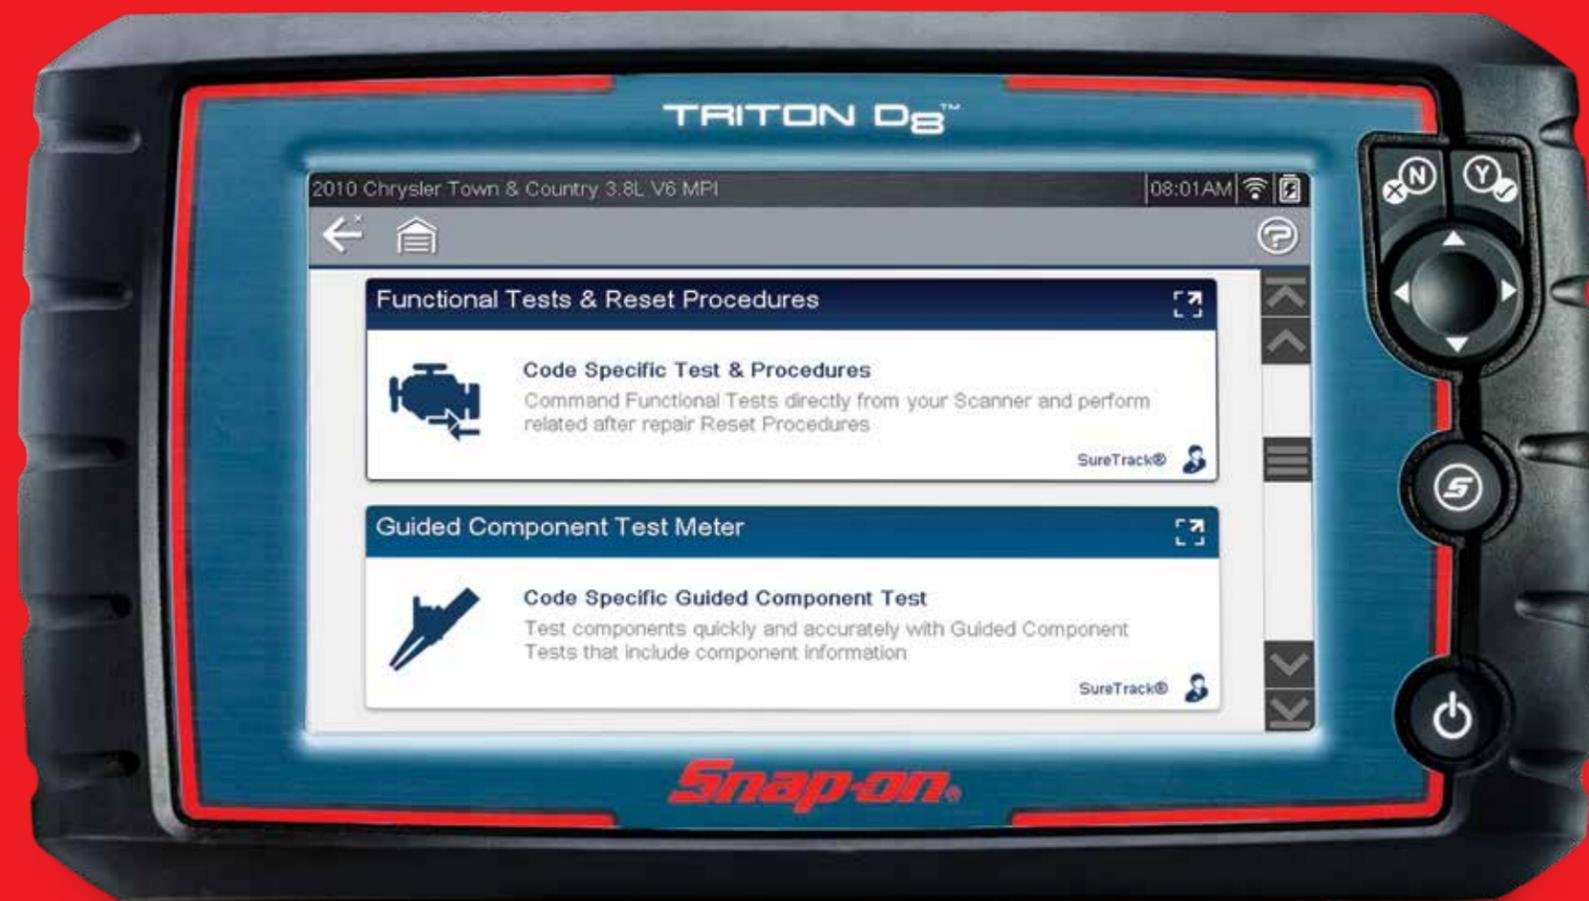 TRITON D8™
2010 Chrysler Town & Country 3.8L V6 MPI
08:01AM
N
Y
Functional Tests & Reset Procedures
Code Specific Test & Procedures
Command Functional Tests directly from your Scanner and perform
related after repair Reset Procedures
SureTrack®
S
Guided Component Test Meter
Code Specific Guided Component Test
Test components quickly and accurately with Guided Component
Tests that include component information
SureTrack®
Snap-on®